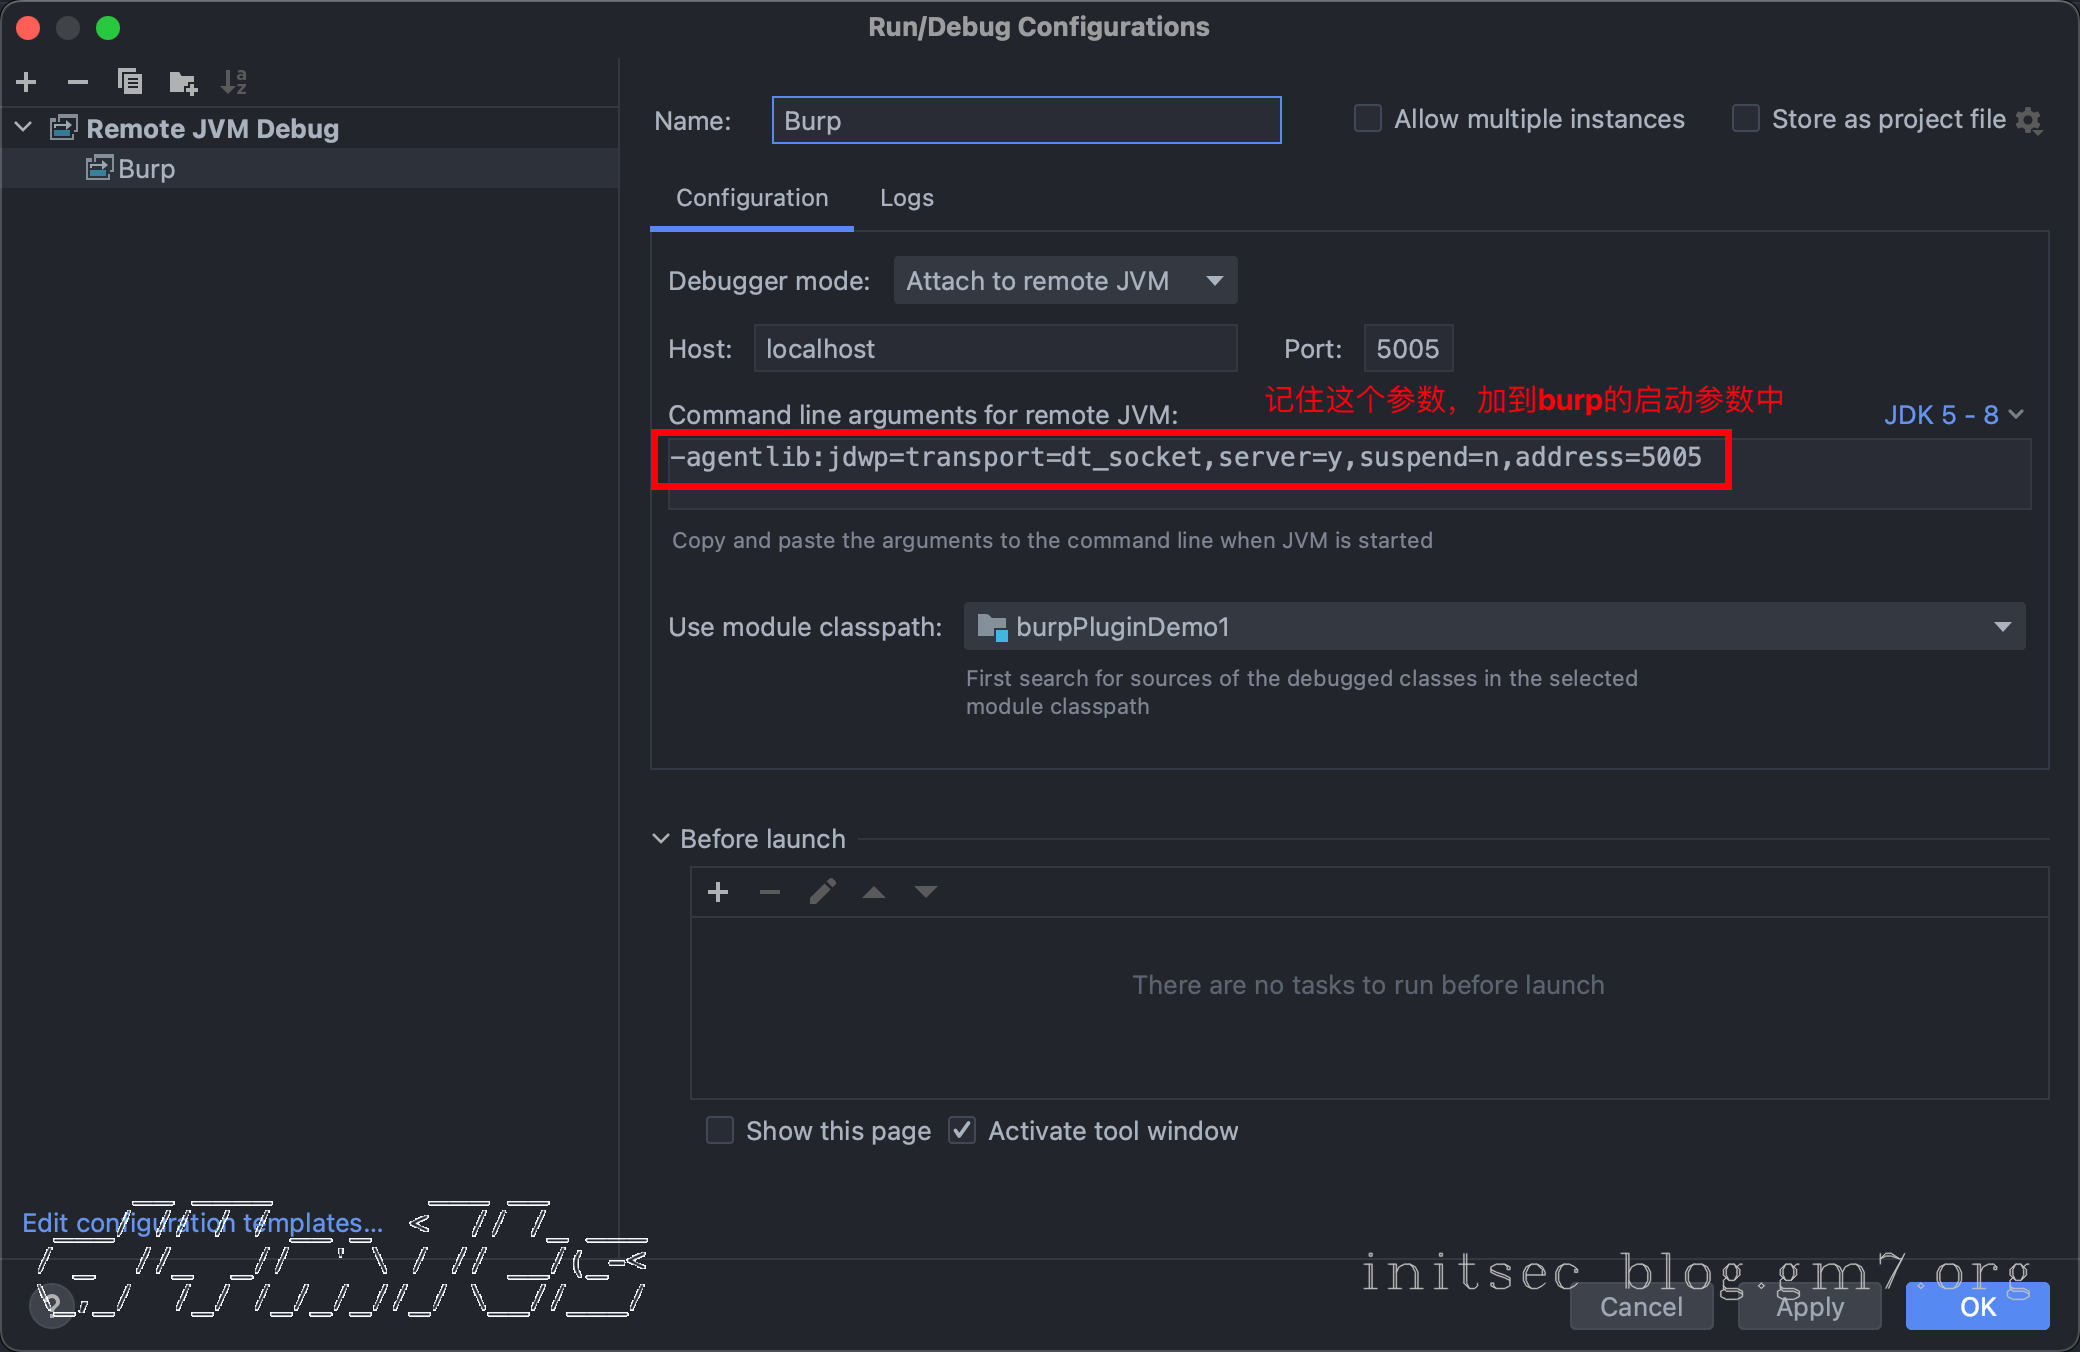 Run/Debug Configurations
Remote JVM Debug
Burp
Name: Burp
Allow multiple instances
Store as project file
Configuration
Logs
Debugger mode: Attach to remote JVM
Host: localhost
Port: 5005
记住这个参数，加到burp的启动参数中
Command line arguments for remote JVM:
JDK 5 - 8
-agentlib:jdwp=transport=dt_socket,server=y,suspend=n,address=5005
Copy and paste the arguments to the command line when JVM is started
Use module classpath: burpPluginDemo1
First search for sources of the debugged classes in the selected
module classpath
Before launch
There are no tasks to run before launch
Show this page
Activate tool window
Edit configuration templates...
initsec blog.gm7.org
?
Cancel
Apply
OK